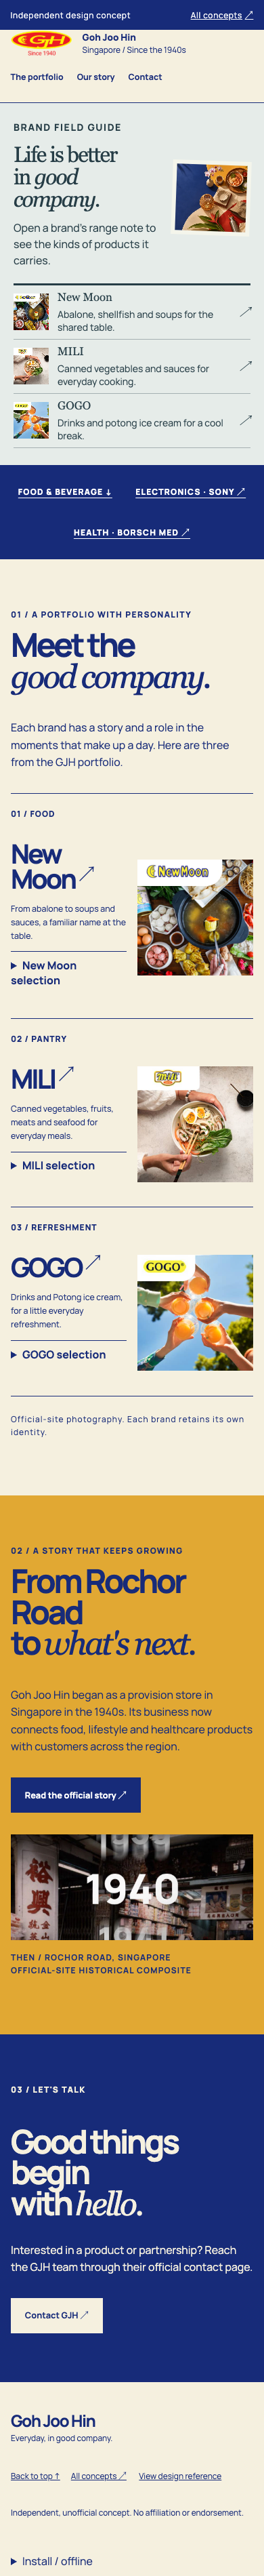 Independent design concept
All concepts ↗
GJH
Since 1940
Goh Joo Hin
Singapore / Since the 1940s
The portfolio
Our story
Contact
BRAND FIELD GUIDE
Life is better
in good
company.
Open a brand's range note to
see the kinds of products it
carries.
New Moon
Abalone, shellfish and soups for the
shared table.
↗
MILI
Canned vegetables and sauces for
everyday cooking.
↗
GOGO
Drinks and potong ice cream for a cool
break.
↗
FOOD & BEVERAGE ↓
ELECTRONICS · SONY ↗
HEALTH · BORSCH MED ↗
01 / A PORTFOLIO WITH PERSONALITY
Meet the
good company.
Each brand has a story and a role in the
moments that make up a day. Here are three
from the GJH portfolio.
01 / FOOD
New
Moon ↗
From abalone to soups and
sauces, a familiar name at the
table.
▶ New Moon
selection
New Moon
02 / PANTRY
MILI ↗
Canned vegetables, fruits,
meats and seafood for
everyday meals.
▶ MILI selection
Mili
03 / REFRESHMENT
GOGO ↗
Drinks and Potong ice cream,
for a little everyday
refreshment.
▶ GOGO selection
GOGO
Official-site photography. Each brand retains its own
identity.
02 / A STORY THAT KEEPS GROWING
From Rochor
Road
to what's next.
Goh Joo Hin began as a provision store in
Singapore in the 1940s. Its business now
connects food, lifestyle and healthcare products
with customers across the region.
Read the official story ↗
1939
1940
1941
裕興
THEN / ROCHOR ROAD, SINGAPORE
OFFICIAL-SITE HISTORICAL COMPOSITE
03 / LET'S TALK
Good things
begin
with hello.
Interested in a product or partnership? Reach
the GJH team through their official contact page.
Contact GJH ↗
Goh Joo Hin
Everyday, in good company.
Back to top ↑
All concepts ↗
View design reference
Independent, unofficial concept. No affiliation or endorsement.
▶ Install / offline